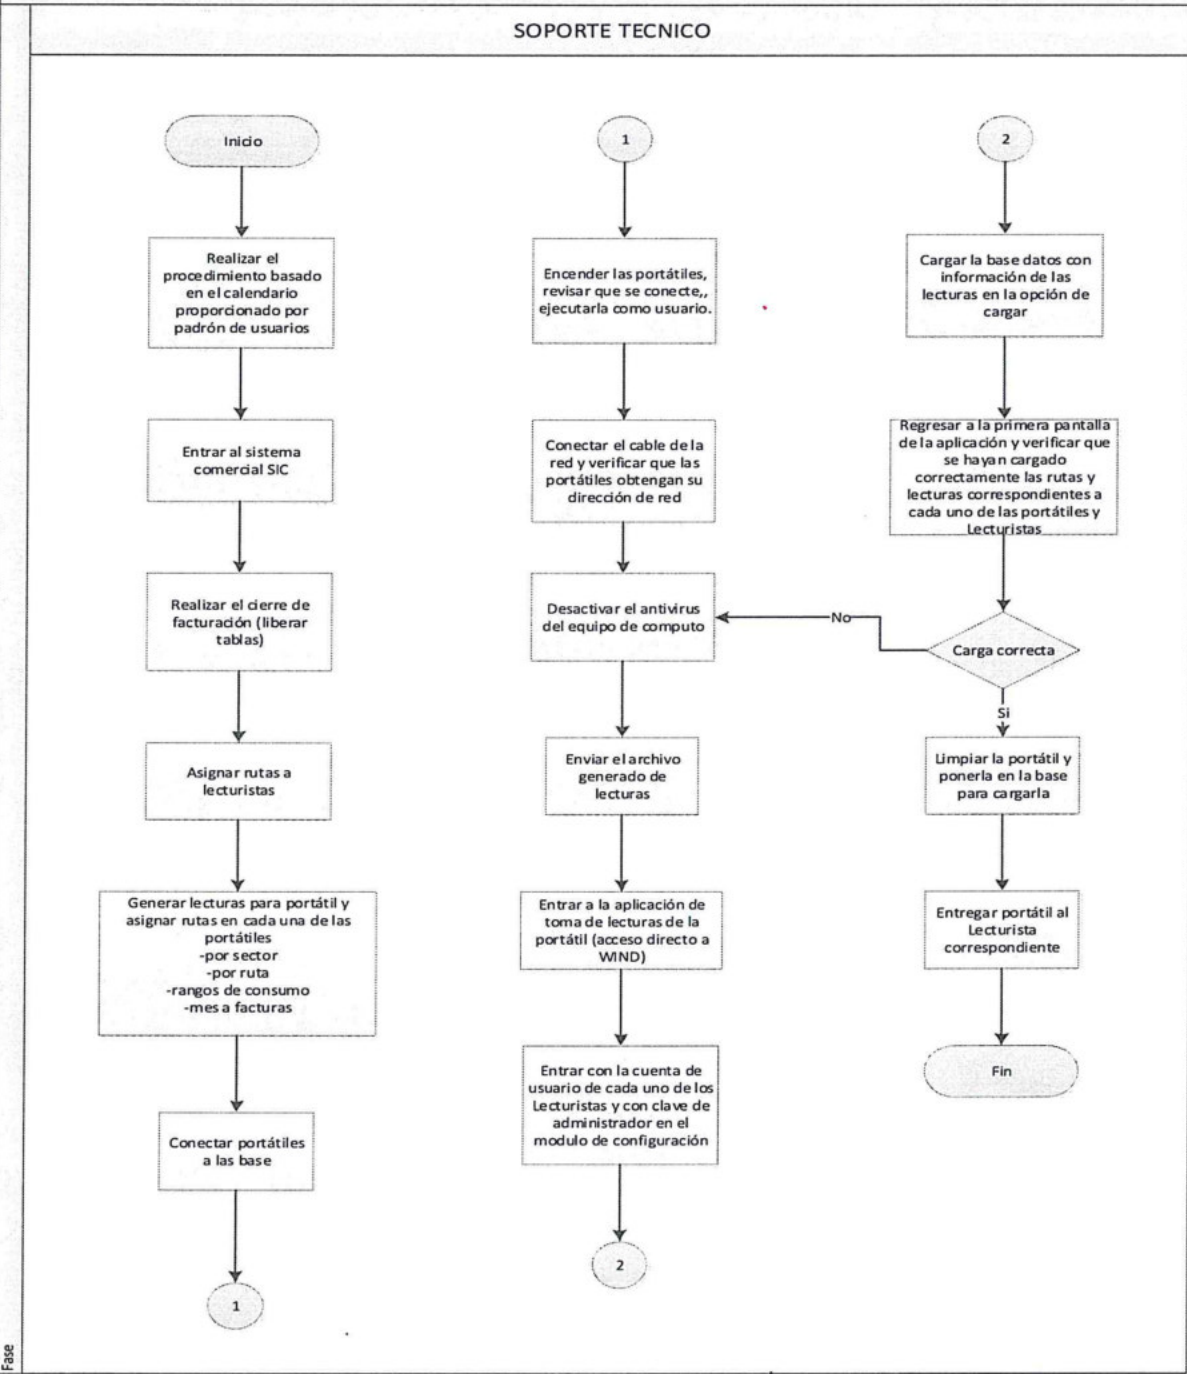 SOPORTE TECNICO
Inicio
Realizar el
procedimiento basado
en el calendario
proporcionado por
padrón de usuarios
Entrar al sistema
comercial SIC
Realizar el cierre de
facturación (liberar
tablas)
Asignar rutas a
lecturistas
Generar lecturas para portátil y
asignar rutas en cada una de las
portátiles
-por sector
-por ruta
-rangos de consumo
-mes a facturas
Conectar portátiles
a las base
1
1
Encender las portátiles,
revisar que se conecte,,
ejecutarla como usuario.
Conectar el cable de la
red y verificar que las
portátiles obtengan su
dirección de red
Desactivar el antivirus
del equipo de computo
Enviar el archivo
generado de
lecturas
Entrar a la aplicación de
toma de lecturas de la
portátil (acceso directo a
WIND)
Entrar con la cuenta de
usuario de cada uno de los
Lecturistas y con clave de
administrador en el
modulo de configuración
2
2
Cargar la base datos con
información de las
lecturas en la opción de
cargar
Regresar a la primera pantalla
de la aplicación y verificar que
se hayan cargado
correctamente las rutas y
lecturas correspondientes a
cada uno de las portátiles y
Lecturistas
Carga correcta
No
Si
Limpiar la portátil y
ponerla en la base
para cargarla
Entregar portátil al
Lecturista
correspondiente
Fin
Fase